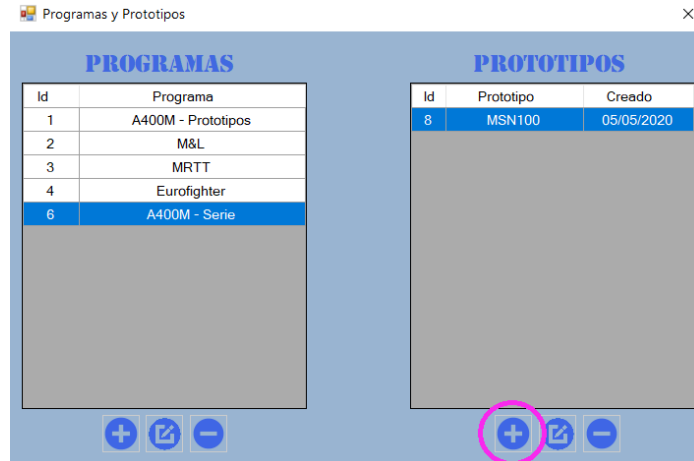 Programas y Prototipos
PROGRAMAS
Id Programa
1 A400M - Prototipos
2 M&L
3 MRTT
4 Eurofighter
6 A400M - Serie
PROTOTIPOS
Id Prototipo Creado
8 MSN100 05/05/2020